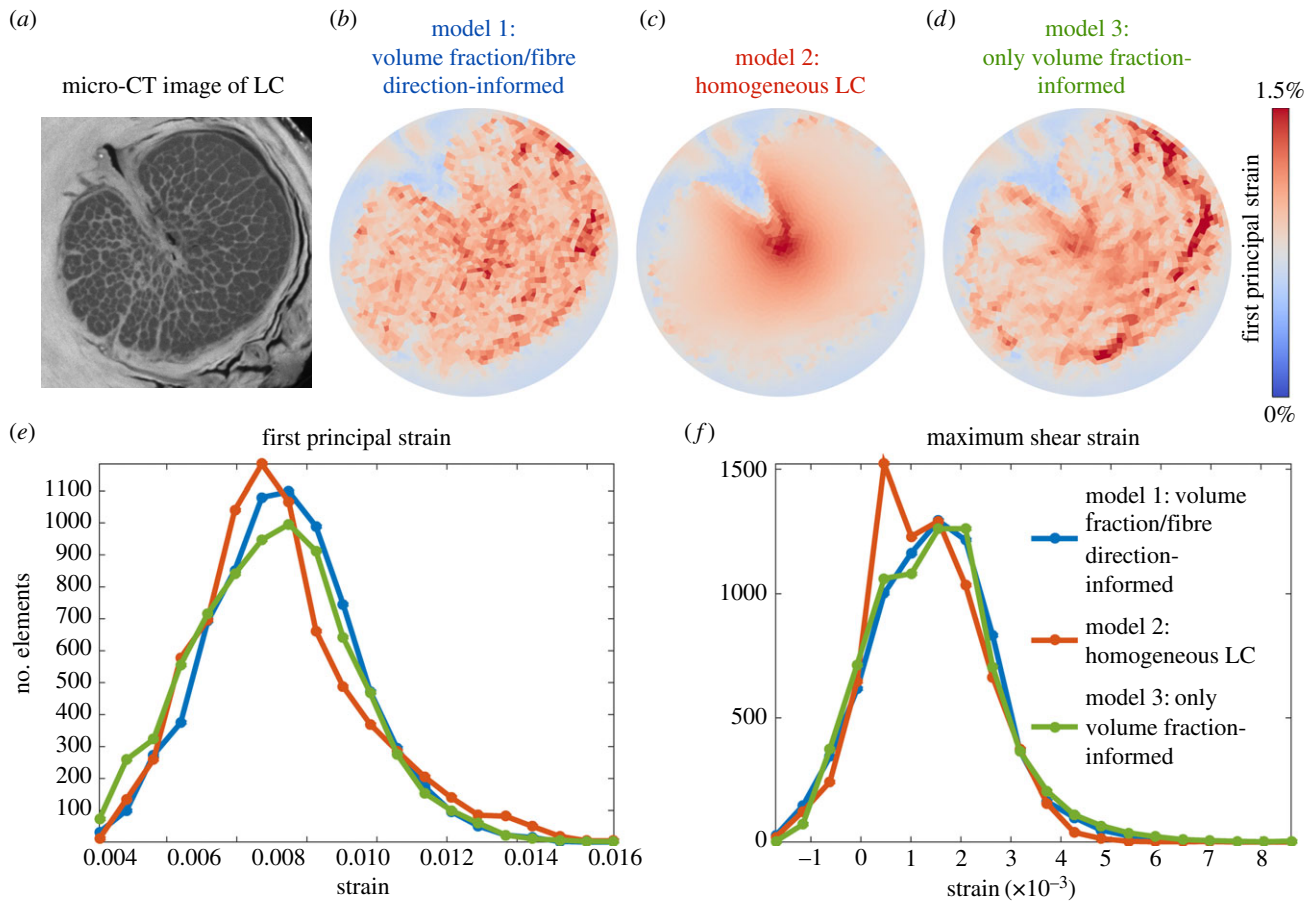 (a)
micro-CT image of LC
(b)
model 1:
volume fraction/fibre
direction-informed
(c)
model 2:
homogeneous LC
(d)
model 3:
only volume fraction-
informed
1.5%
first principal strain
0%
(e)
first principal strain
1100
1000
900
800
700
600
500
400
300
200
100
no. elements
0.004 0.006 0.008 0.010 0.012 0.014 0.016
strain
(f)
maximum shear strain
1500
1000
500
0
model 1: volume
fraction/fibre
direction-
informed
model 2:
homogeneous LC
model 3: only
volume fraction-
informed
–1 0 1 2 3 4 5 6 7 8
strain (×10–3)